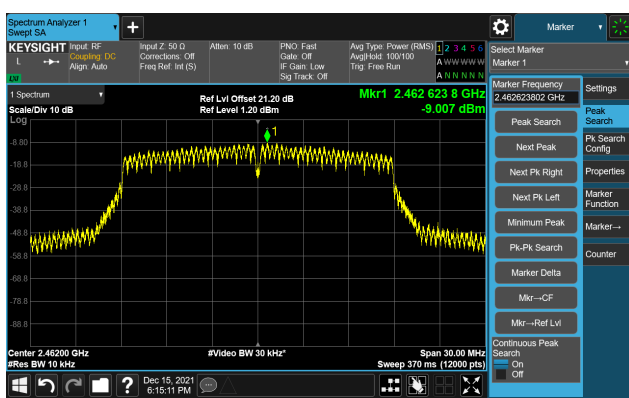 Spectrum Analyzer 1
Swept SA
Marker
KEYSIGHT
L
Input: RF
Coupling: DC
Align: Auto
Input Z: 50 Ω
Corrections: Off
Freq Ref: Int (S)
Atten: 10 dB
PNO: Fast
Gate: Off
IF Gain: Low
Sig Track: Off
Avg Type: Power (RMS)
Avg|Hold: 100/100
Trig: Free Run
1 2 3 4 5 6
A W W W W W
A N N N N N
Select Marker
Marker 1
1 Spectrum
Scale/Div 10 dB
Log
Ref Lvl Offset 21.20 dB
Ref Level 1.20 dBm
Mkr1 2.462 623 8 GHz
-9.007 dBm
1
-8.80
-18.8
-28.8
-38.8
-48.8
-58.8
-68.8
-78.8
-88.8
Center 2.46200 GHz
#Res BW 10 kHz
#Video BW 30 kHz*
Span 30.00 MHz
Sweep 370 ms (12000 pts)
Marker Frequency
2.462623802 GHz
Peak Search
Next Peak
Next Pk Right
Next Pk Left
Minimum Peak
Pk-Pk Search
Marker Delta
Mkr→CF
Mkr→Ref Lvl
Continuous Peak
Search
On
Off
Settings
Peak
Search
Pk Search
Config
Properties
Marker
Function
Marker→
Counter
Dec 15, 2021
6:15:11 PM